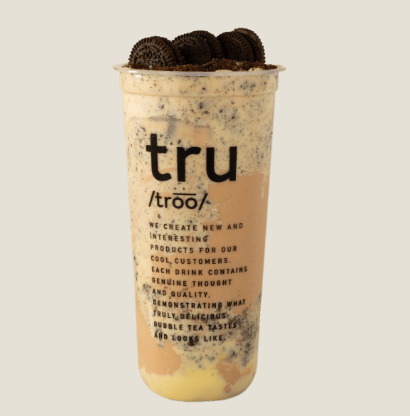 tru
/trōō/
WE CREATE NEW AND
INTERESTING
PRODUCTS FOR OUR
COOL CUSTOMERS.
EACH DRINK CONTAINS
GENUINE THOUGHT
AND QUALITY,
DEMONSTRATING WHAT
TRULY DELICIOUS
BUBBLE TEA TASTES
AND LOOKS LIKE.